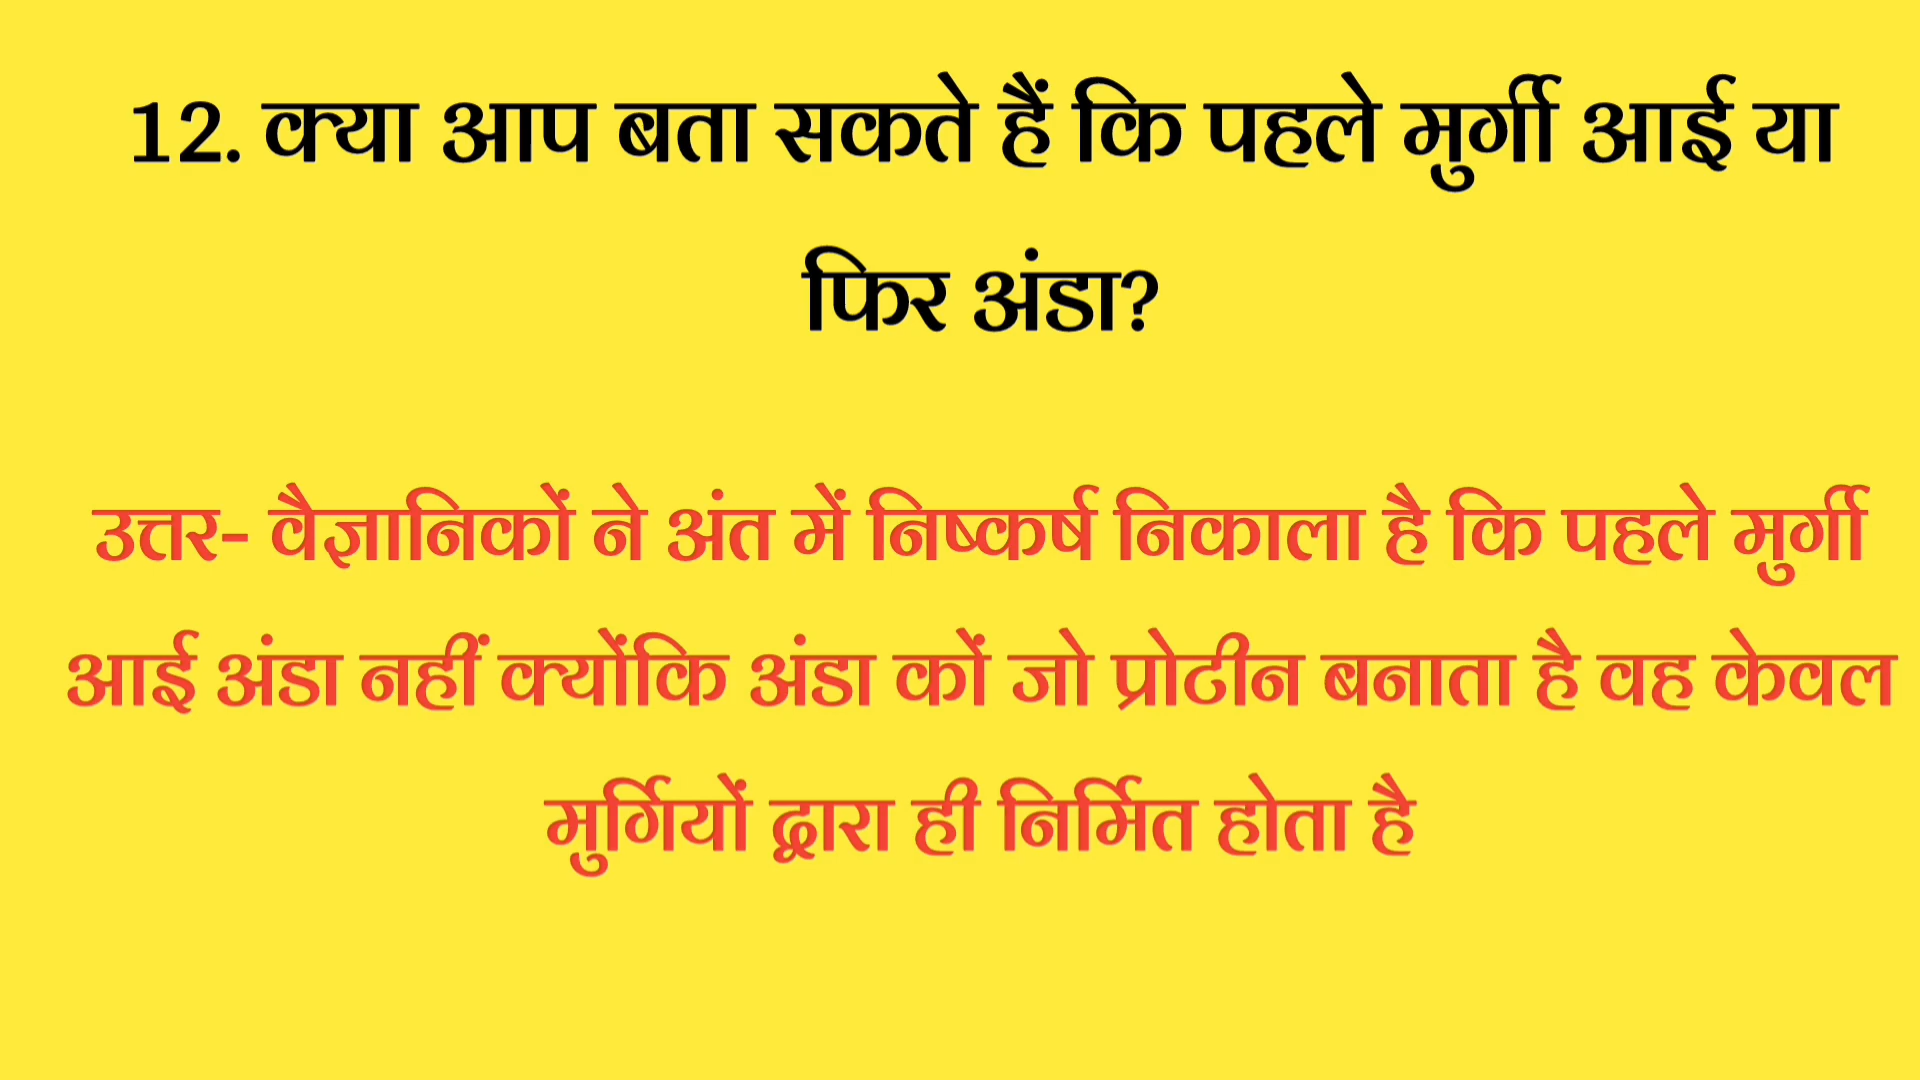 12. क्या आप बता सकते हैं कि पहले मुर्गी आई या
फिर अंडा?
उत्तर- वैज्ञानिकों ने अंत में निष्कर्ष निकाला है कि पहले मुर्गी
आई अंडा नहीं क्योंकि अंडा कों जो प्रोटीन बनाता है वह केवल
मुर्गियों द्वारा ही निर्मित होता है